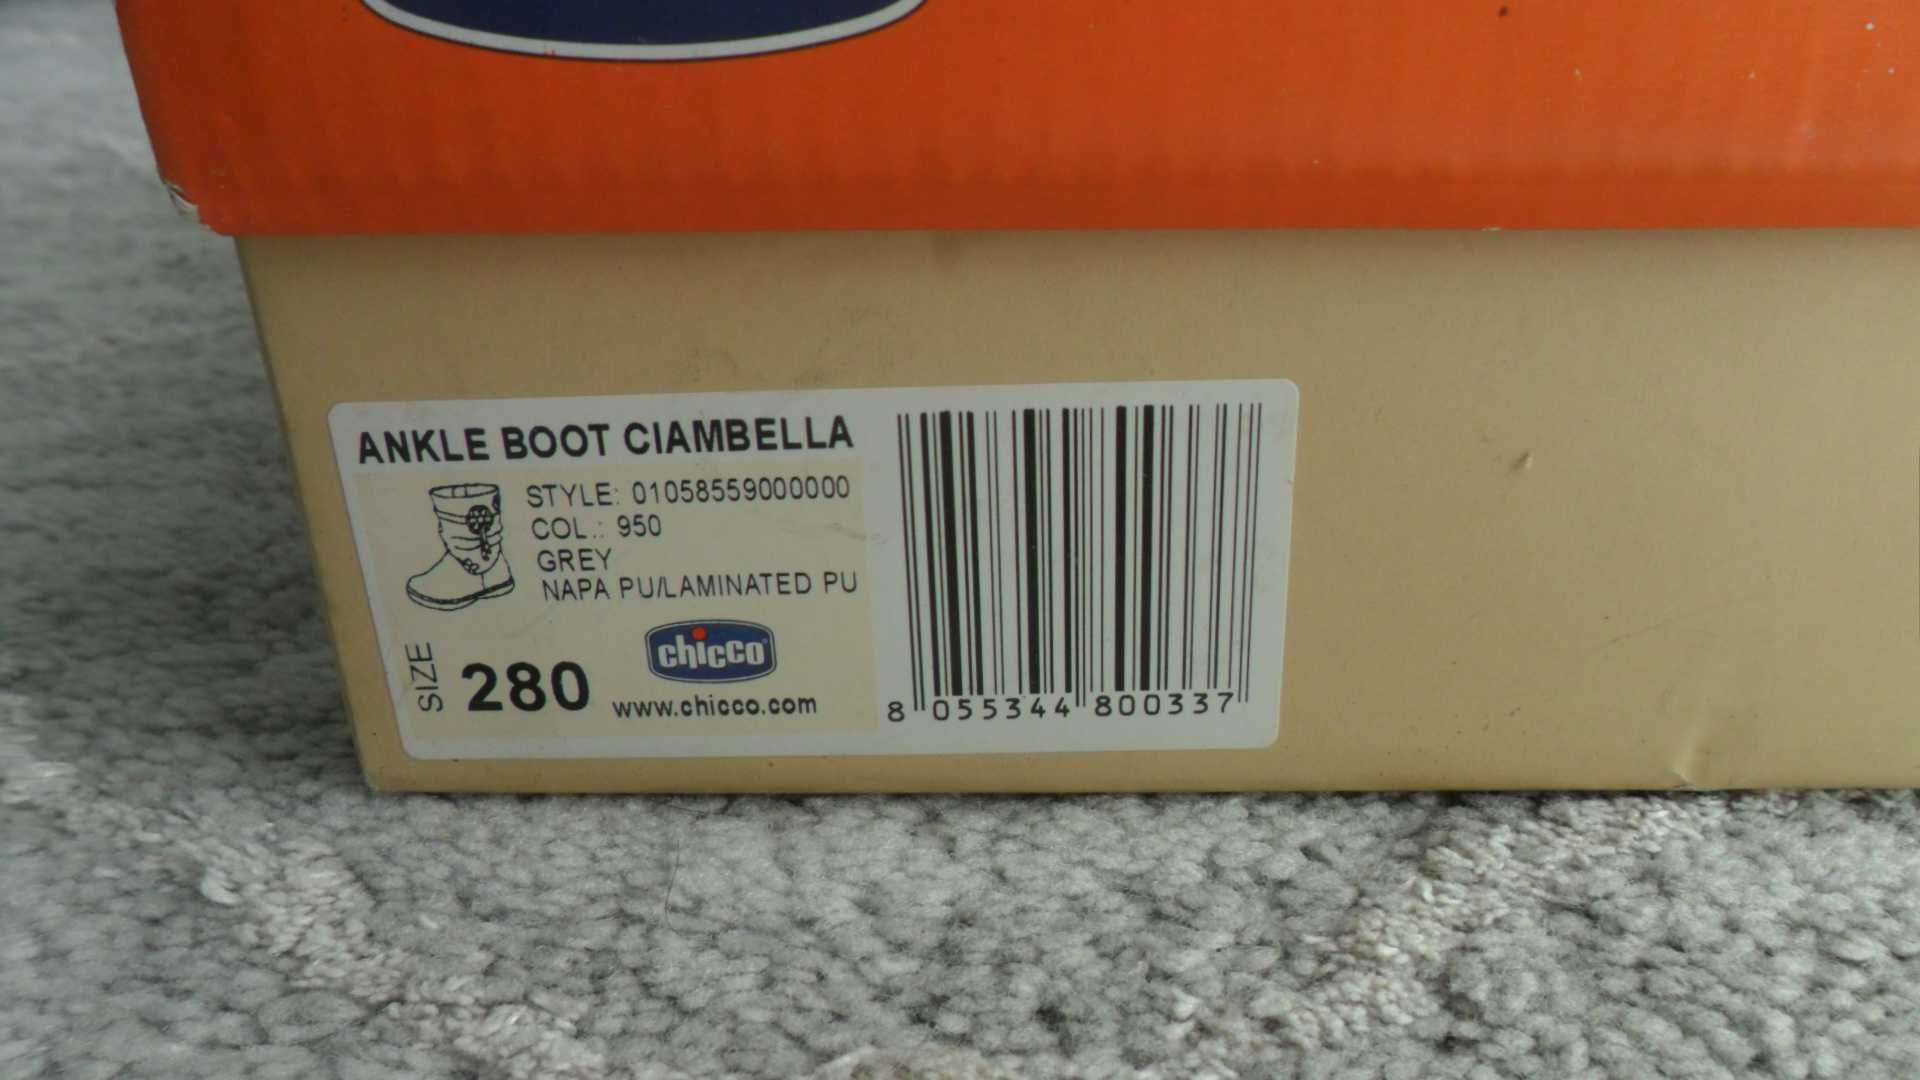 ANKLE BOOT CIAMBELLA
STYLE: 01058559000000
COL.: 950
GREY
NAPA PU/LAMINATED PU
SIZE
280
chicco
www.chicco.com
8 055344 800337